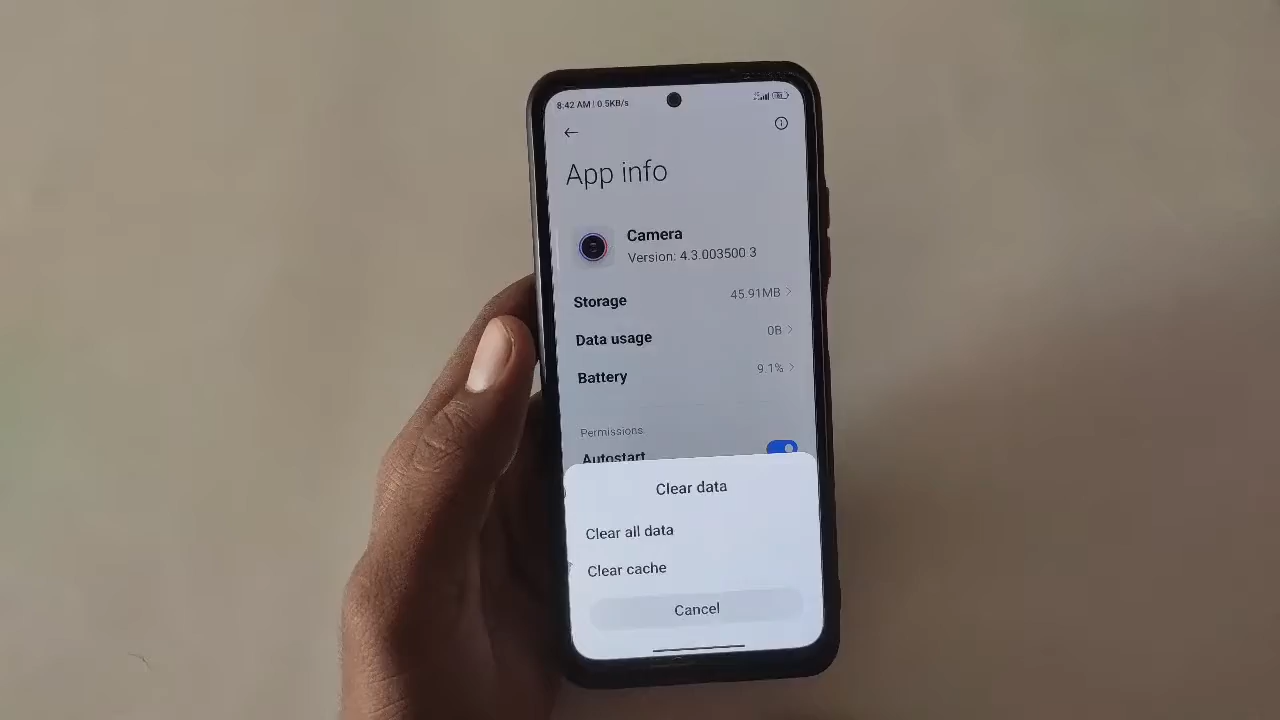 8:42 AM | 0.5KB/s
App info
Camera
Version: 4.3.003500 3
Storage 45.91MB
Data usage 0B
Battery 9.1%
Permissions
Autostart
Clear data
Clear all data
Clear cache
Cancel